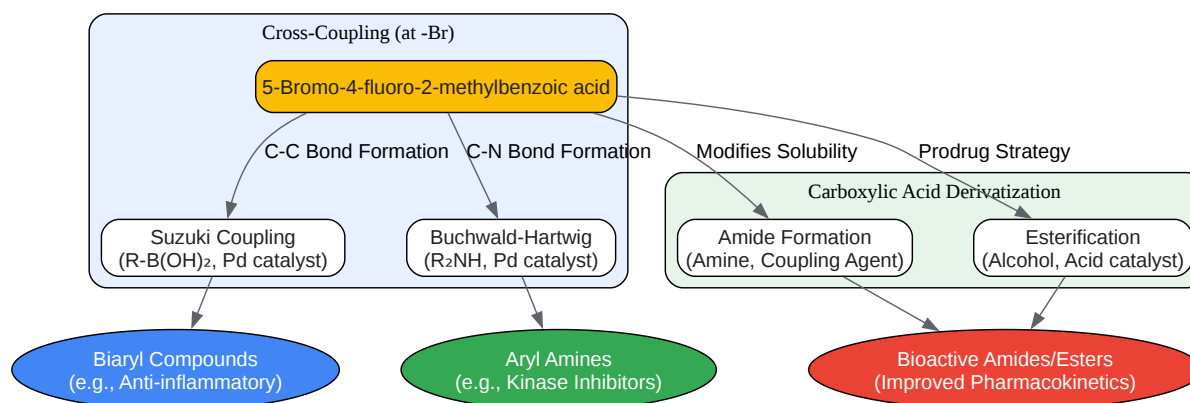 Cross-Coupling (at -Br)
5-Bromo-4-fluoro-2-methylbenzoic acid
C-C Bond Formation
C-N Bond Formation
Modifies Solubility
Prodrug Strategy
Carboxylic Acid Derivatization
Suzuki Coupling
(R-B(OH)₂, Pd catalyst)
Buchwald-Hartwig
(R₂NH, Pd catalyst)
Amide Formation
(Amine, Coupling Agent)
Esterification
(Alcohol, Acid catalyst)
Biaryl Compounds
(e.g., Anti-inflammatory)
Aryl Amines
(e.g., Kinase Inhibitors)
Bioactive Amides/Esters
(Improved Pharmacokinetics)